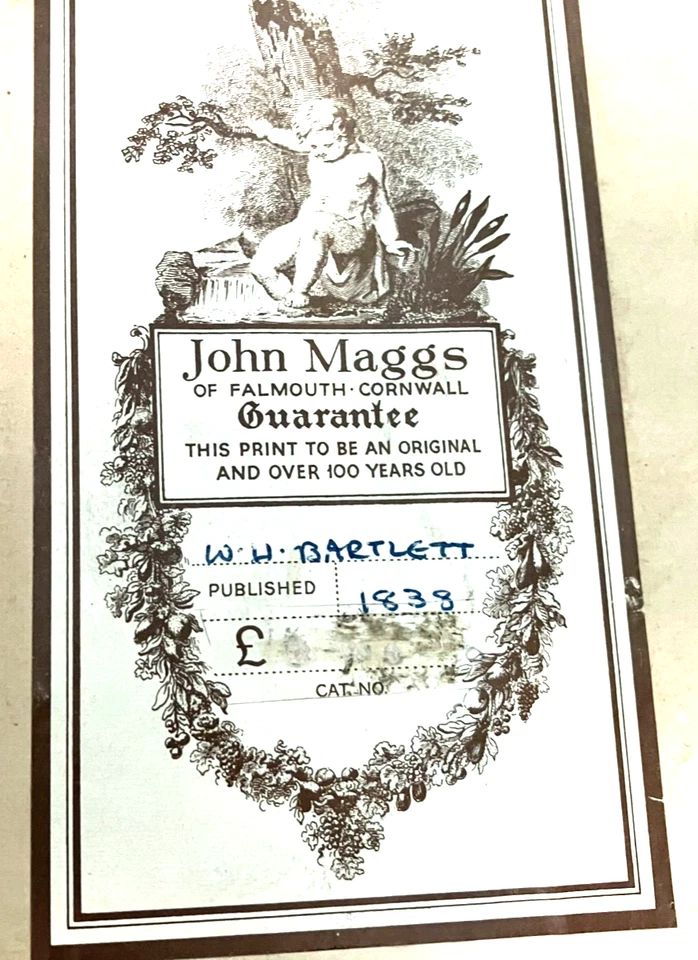 John Maggs
OF FALMOUTH · CORNWALL
Guarantee
THIS PRINT TO BE AN ORIGINAL
AND OVER 100 YEARS OLD
W. H. BARTLETT
PUBLISHED 1838
£
CAT. NO.